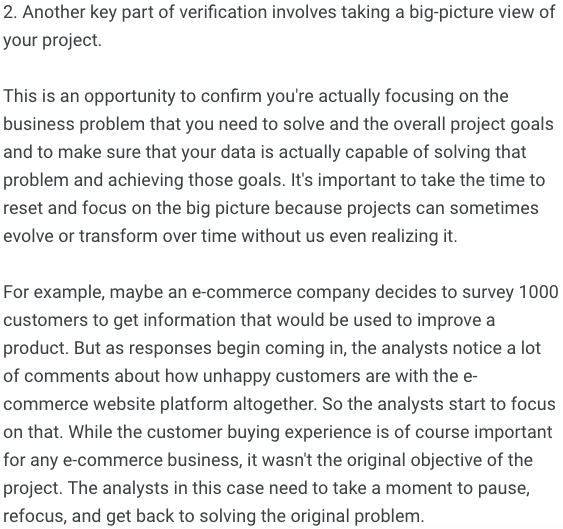 2. Another key part of verification involves taking a big-picture view of
your project.
This is an opportunity to confirm you're actually focusing on the
business problem that you need to solve and the overall project goals
and to make sure that your data is actually capable of solving that
problem and achieving those goals. It's important to take the time to
reset and focus on the big picture because projects can sometimes
evolve or transform over time without us even realizing it.
For example, maybe an e-commerce company decides to survey 1000
customers to get information that would be used to improve a
product. But as responses begin coming in, the analysts notice a lot
of comments about how unhappy customers are with the e-
commerce website platform altogether. So the analysts start to focus
on that. While the customer buying experience is of course important
for any e-commerce business, it wasn't the original objective of the
project. The analysts in this case need to take a moment to pause,
refocus, and get back to solving the original problem.